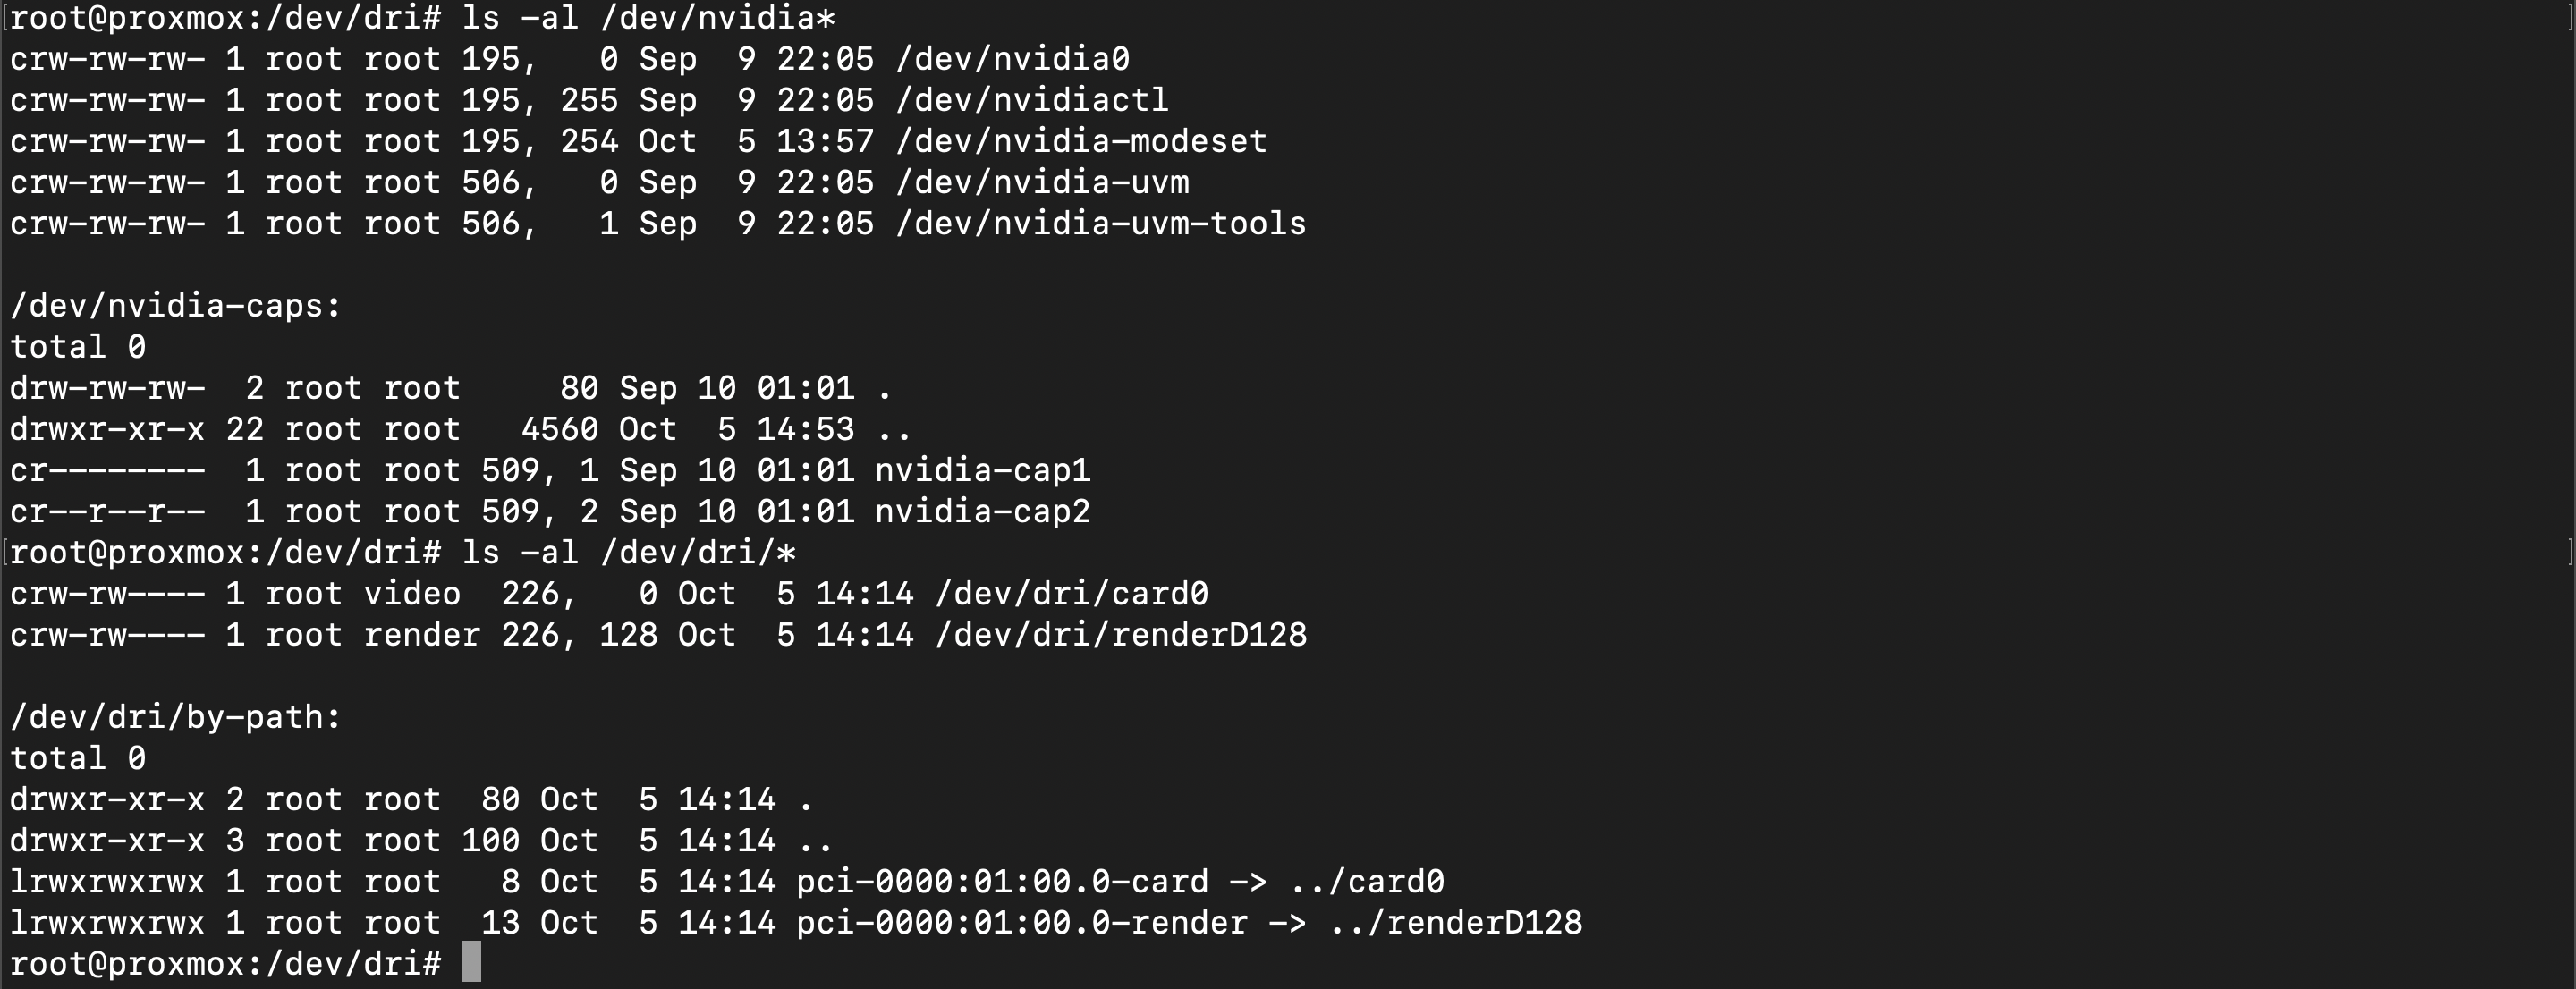 [root@proxmox:/dev/dri# ls -al /dev/nvidia* ]
crw-rw-rw- 1 root root 195,   0 Sep  9 22:05 /dev/nvidia0
crw-rw-rw- 1 root root 195, 255 Sep  9 22:05 /dev/nvidiactl
crw-rw-rw- 1 root root 195, 254 Oct  5 13:57 /dev/nvidia-modeset
crw-rw-rw- 1 root root 506,   0 Sep  9 22:05 /dev/nvidia-uvm
crw-rw-rw- 1 root root 506,   1 Sep  9 22:05 /dev/nvidia-uvm-tools

/dev/nvidia-caps:
total 0
drw-rw-rw-  2 root root     80 Sep 10 01:01 .
drwxr-xr-x 22 root root   4560 Oct  5 14:53 ..
cr--------  1 root root 509, 1 Sep 10 01:01 nvidia-cap1
cr--r--r--  1 root root 509, 2 Sep 10 01:01 nvidia-cap2
[root@proxmox:/dev/dri# ls -al /dev/dri/* ]
crw-rw---- 1 root video  226,   0 Oct  5 14:14 /dev/dri/card0
crw-rw---- 1 root render 226, 128 Oct  5 14:14 /dev/dri/renderD128

/dev/dri/by-path:
total 0
drwxr-xr-x 2 root root  80 Oct  5 14:14 .
drwxr-xr-x 3 root root 100 Oct  5 14:14 ..
lrwxrwxrwx 1 root root   8 Oct  5 14:14 pci-0000:01:00.0-card -> ../card0
lrwxrwxrwx 1 root root  13 Oct  5 14:14 pci-0000:01:00.0-render -> ../renderD128
root@proxmox:/dev/dri#